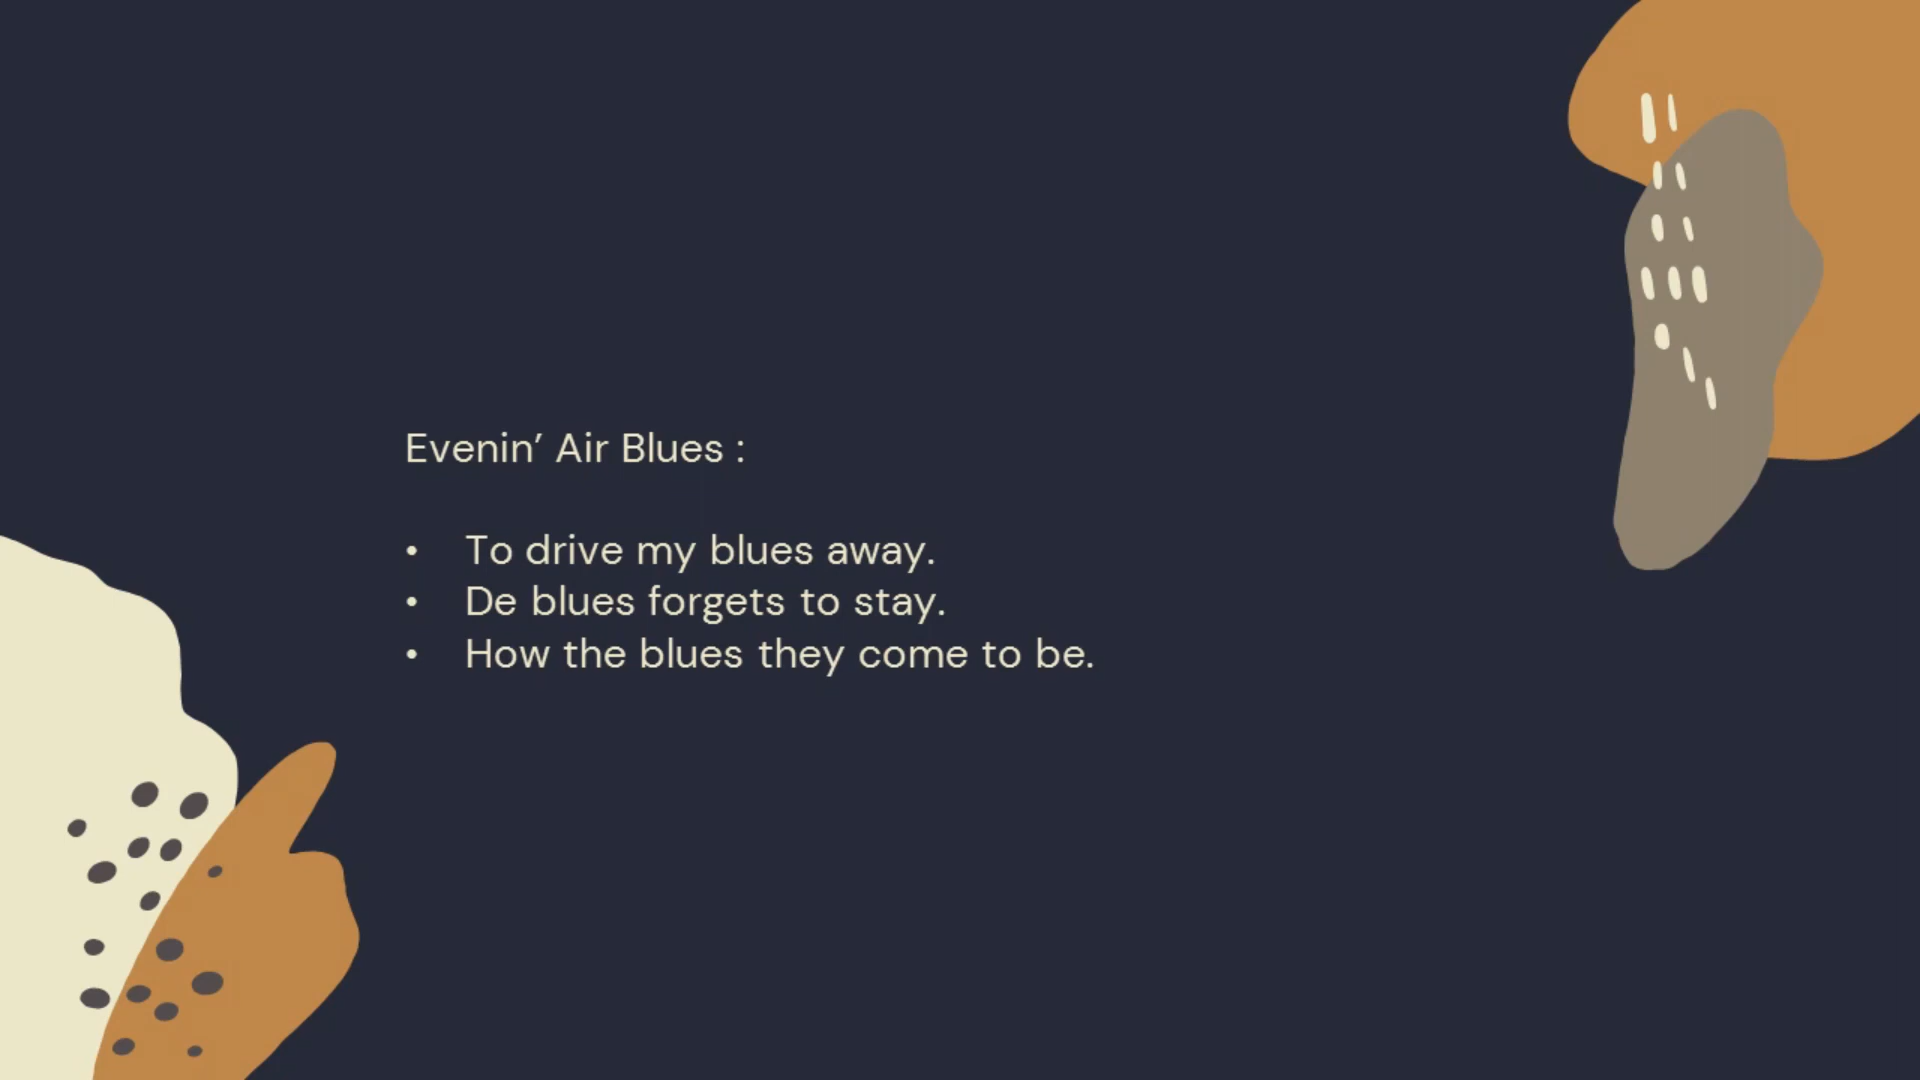 Evenin’ Air Blues :
• To drive my blues away.
• De blues forgets to stay.
• How the blues they come to be.